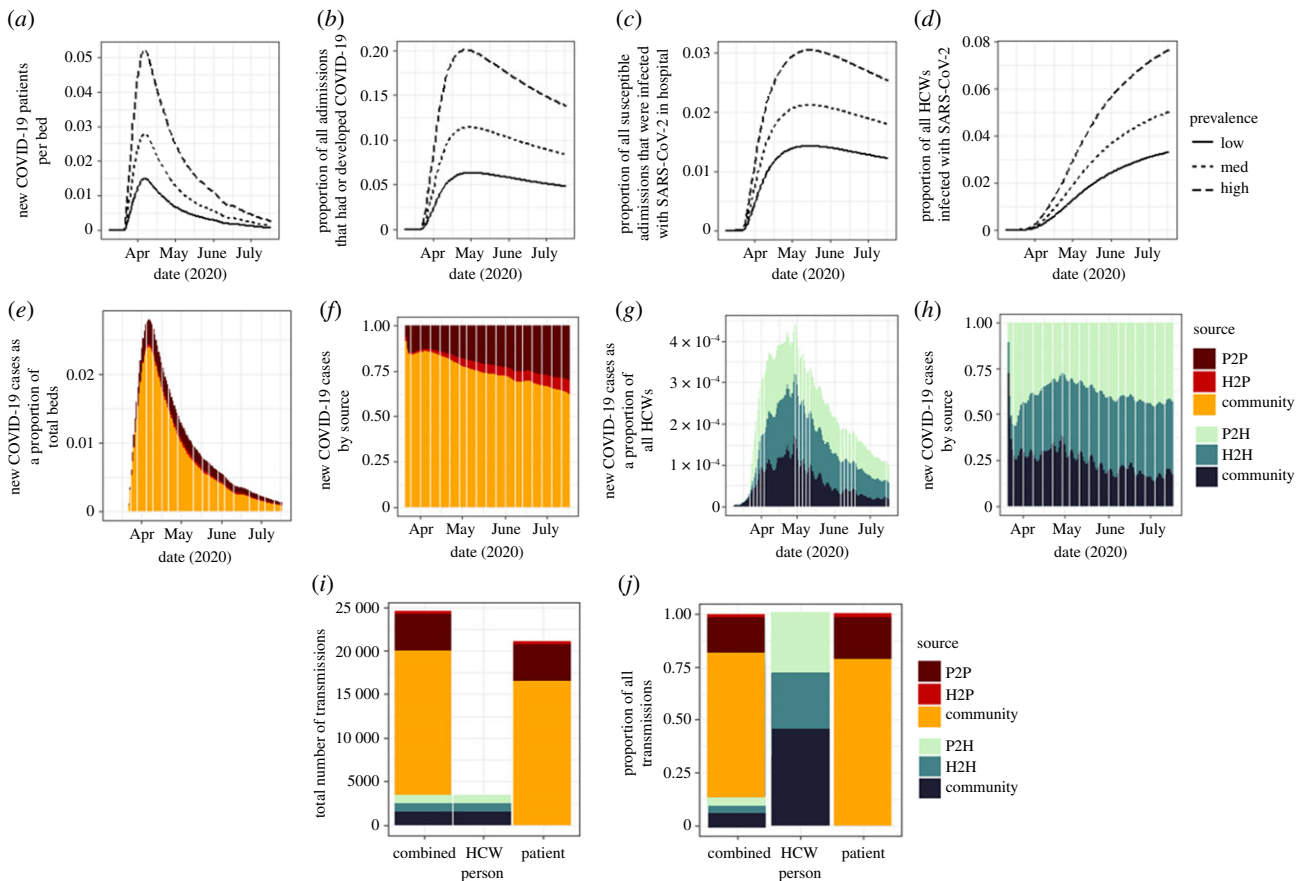 (a)
new COVID-19 patients
per bed
0.05
0.04
0.03
0.02
0.01
0
Apr May June July
date (2020)
(b)
proportion of all adimissions
that had or developed COVID-19
0.20
0.15
0.10
0.05
0
Apr May June July
date (2020)
(c)
proportion of all susceptible
admissions that were infected
with SARS-CoV-2 in hospital
0.03
0.02
0.01
0
Apr May June July
date (2020)
(d)
proportion of all HCWs
infected with SARS-CoV-2
0.08
0.06
0.04
0.02
0
Apr May June July
date (2020)
prevalence
low
med
high
(e)
new COVID-19 cases as
a proportion of
total beds
0.02
0.01
0
Apr May June July
date (2020)
(f)
new COVID-19 cases
by source
1.00
0.75
0.50
0.25
0
Apr May June July
date (2020)
(g)
new COVID-19 cases as
a proportion of
all HCWs
4 × 10⁻⁴
3 × 10⁻⁴
2 × 10⁻⁴
1 × 10⁻⁴
0
Apr May June July
date (2020)
(h)
new COVID-19 cases
by source
1.00
0.75
0.50
0.25
0
Apr May June July
date (2020)
source
P2P
H2P
community
P2H
H2H
community
(i)
total number of transmissions
25 000
20 000
15 000
10 000
5000
0
combined HCW patient
person
(j)
proportion of all
transmissions
1.00
0.75
0.50
0.25
0
combined HCW patient
person
source
P2P
H2P
community
P2H
H2H
community